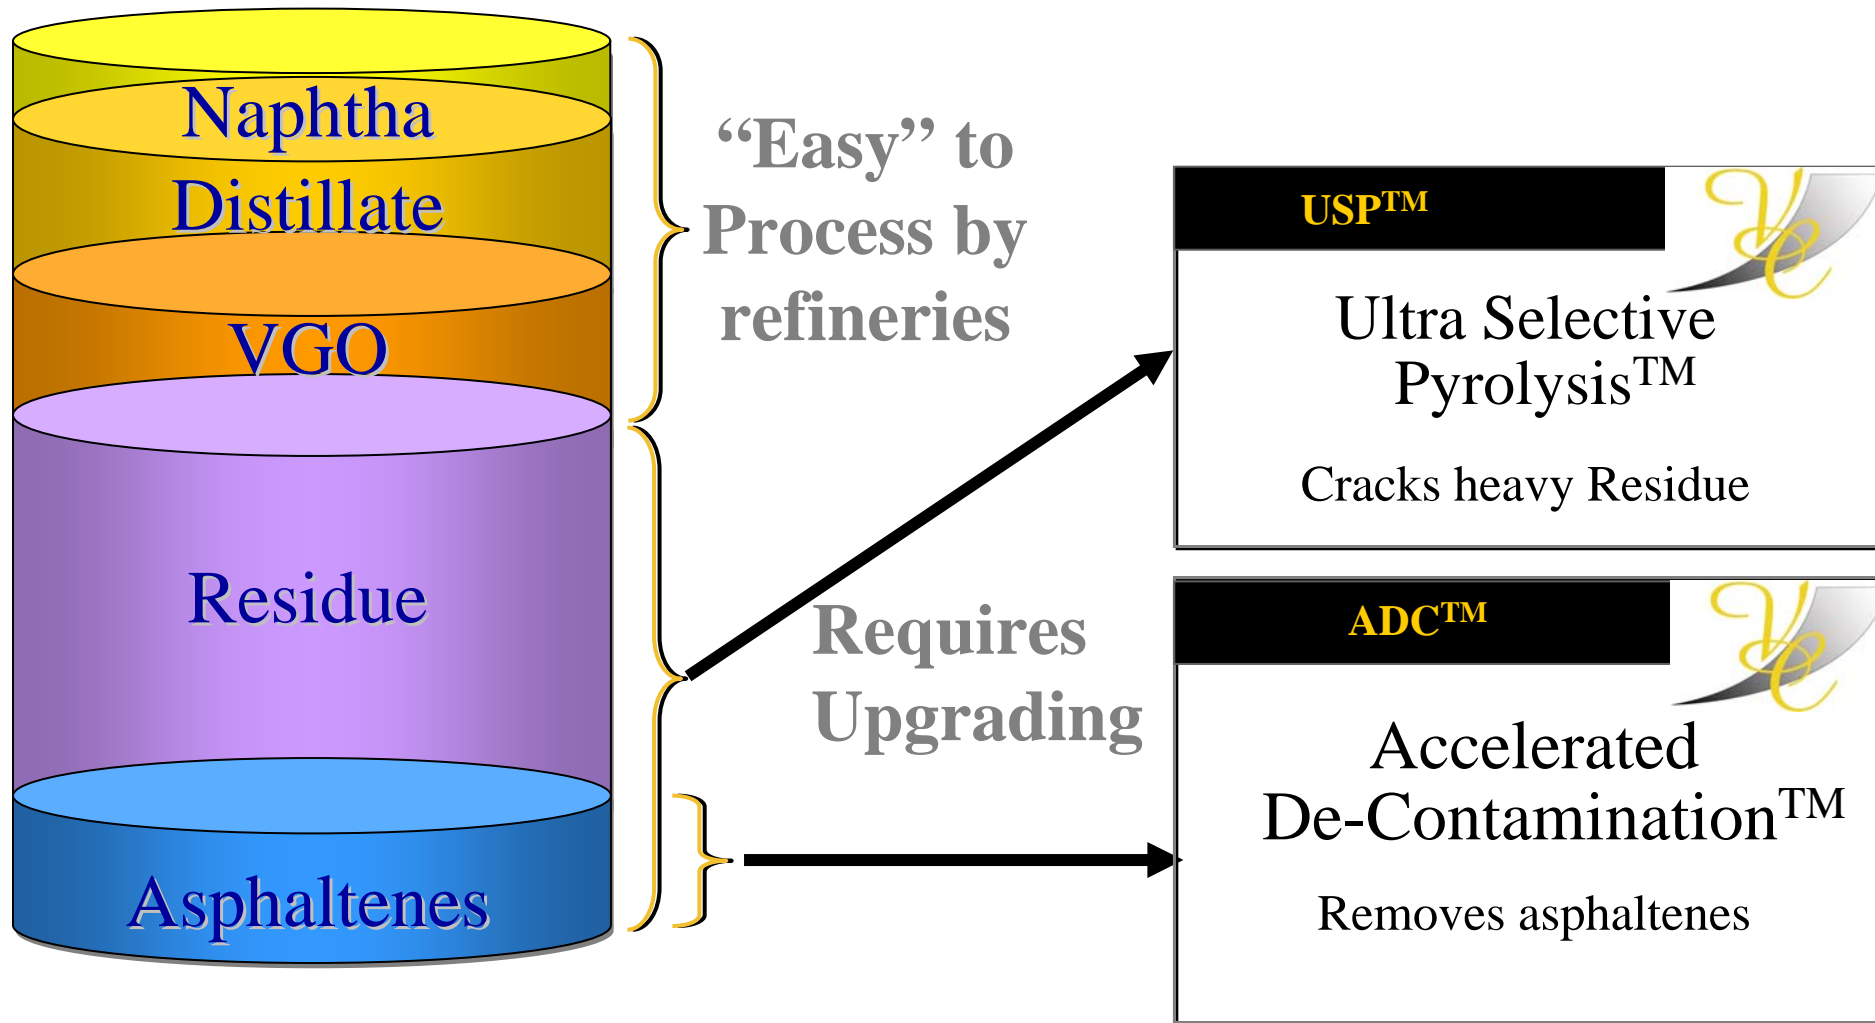 Naphtha
Distillate
VGO
Residue
Asphaltenes
“Easy” to
Process by
refineries
Requires
Upgrading
USP™
Ultra Selective
Pyrolysis™
Cracks heavy Residue
ADC™
Accelerated
De-Contamination™
Removes asphaltenes